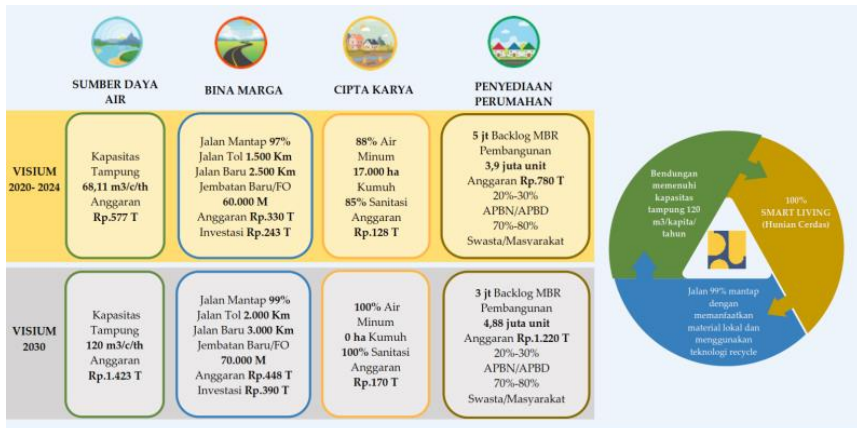 SUMBER DAYA
AIR
BINA MARGA
CIPTA KARYA
PENYEDIAAN
PERUMAHAN
VISIUM
2020- 2024
Kapasitas
Tampung
68,11 m3/c/th
Anggaran
Rp.577 T
Jalan Mantap 97%
Jalan Tol 1.500 Km
Jalan Baru 2.500 Km
Jembatan Baru/FO
60.000 M
Anggaran Rp.330 T
Investasi Rp.243 T
88% Air
Minum
17.000 ha
Kumuh
85% Sanitasi
Anggaran
Rp.128 T
5 jt Backlog MBR
Pembangunan
3,9 juta unit
Anggaran Rp.780 T
20%-30%
APBN/APBD
70%-80%
Swasta/Masyarakat
VISIUM
2030
Kapasitas
Tampung
120 m3/c/th
Anggaran
Rp.1.423 T
Jalan Mantap 99%
Jalan Tol 2.000 Km
Jalan Baru 3.000 Km
Jembatan Baru/FO
70.000 M
Anggaran Rp.448 T
Investasi Rp.390 T
100% Air
Minum
0 ha Kumuh
100% Sanitasi
Anggaran
Rp.170 T
3 jt Backlog MBR
Pembangunan
4,88 juta unit
Anggaran Rp.1.220 T
20%-30%
APBN/APBD
70%-80%
Swasta/Masyarakat
Bendungan
memenuhi
kapasitas
tampung 120
m3/kapita/
tahun
100%
SMART LIVING
(Hunian Cerdas)
Jalan 99% mantap
dengan
memanfaatkan
material lokal dan
menggunakan
teknologi recycle